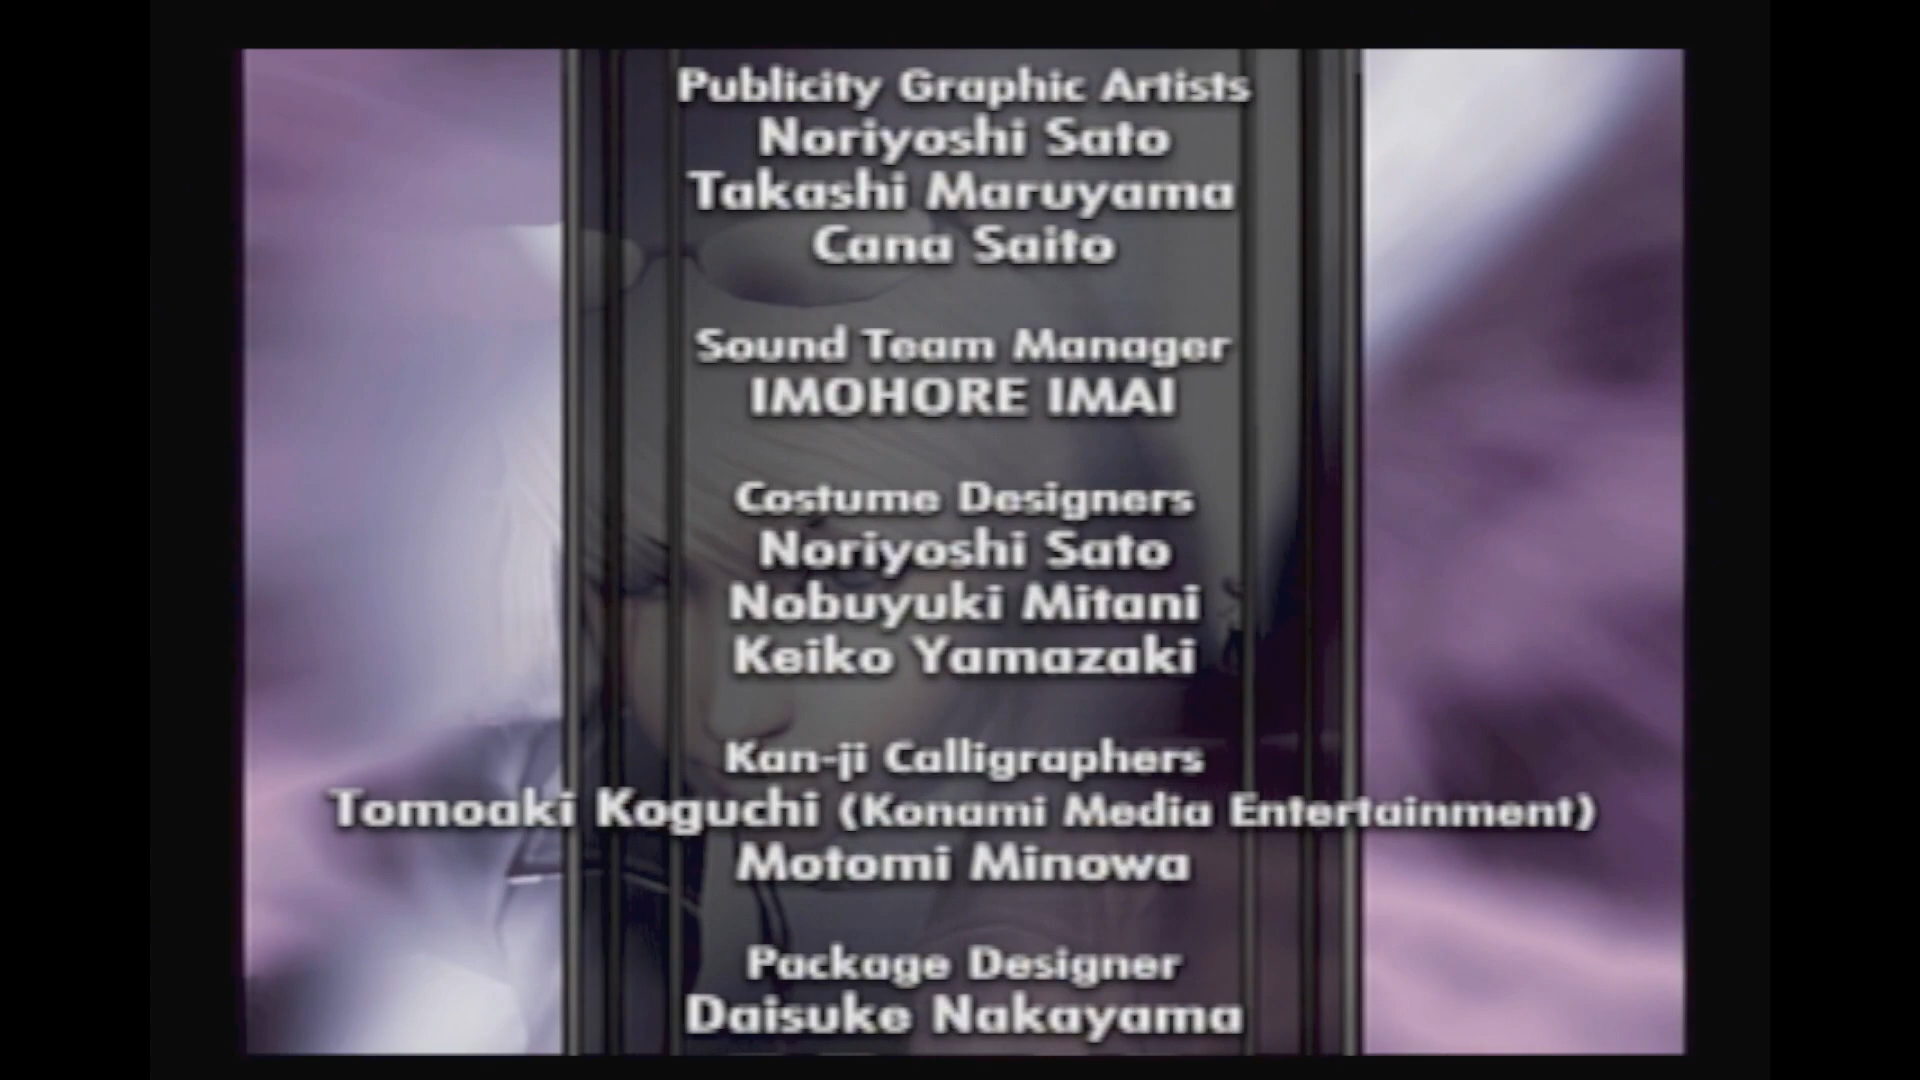 Publicity Graphic Artists
Noriyoshi Sato
Takashi Maruyama
Cana Saito
Sound Team Manager
IMOHORE IMAI
Costume Designers
Noriyoshi Sato
Nobuyuki Mitani
Keiko Yamazaki
Kan-ji Calligraphers
Tomoaki Koguchi (Konami Media Entertainment)
Motomi Minowa
Package Designer
Daisuke Nakayama